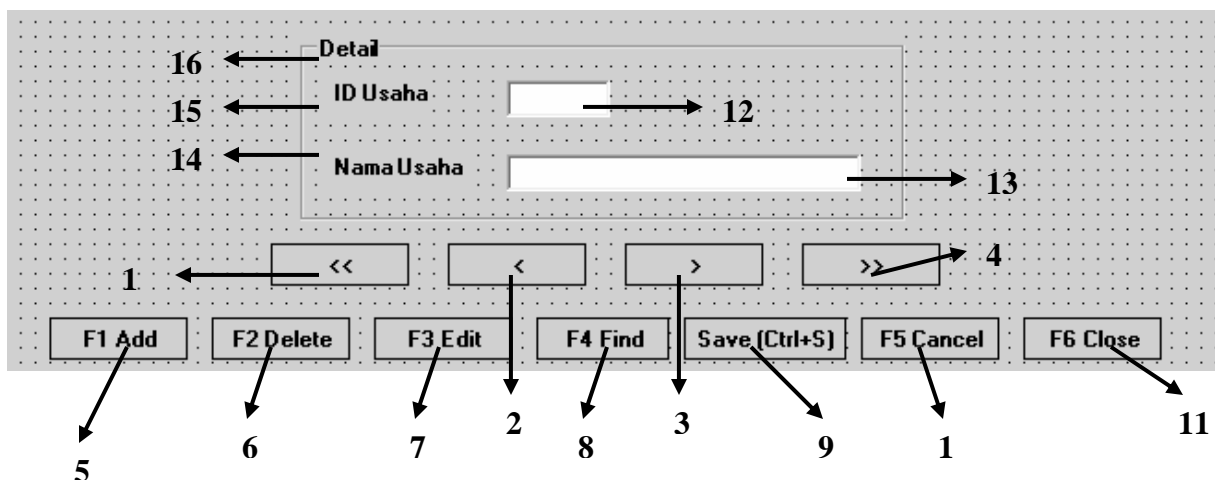 Detail
16
ID Usaha
15
12
14
Nama Usaha
13
1
<<
<
>
>>
4
F1 Add
F2 Delete
F3 Edit
F4 Find
Save (Ctrl+S)
F5 Cancel
F6 Close
5
6
7
2
8
3
9
1
11